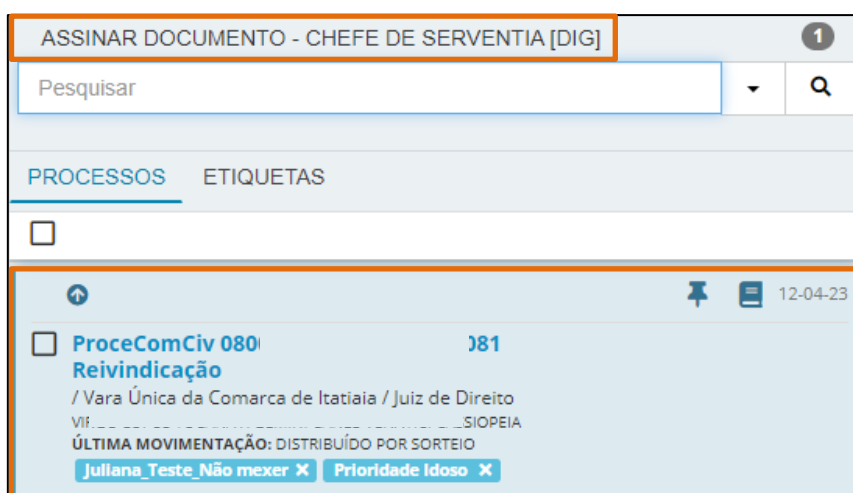 ASSINAR DOCUMENTO - CHEFE DE SERVENTIA [DIG] 1
Pesquisar
PROCESSOS ETIQUETAS
12-04-23
ProceComCiv 080 081
Reivindicação
/ Vara Única da Comarca de Itatiaia / Juiz de Direito
SIOPEIA
ÚLTIMA MOVIMENTAÇÃO: DISTRIBUÍDO POR SORTEIO
Juliana_Teste_Não mexer x Prioridade Idoso x